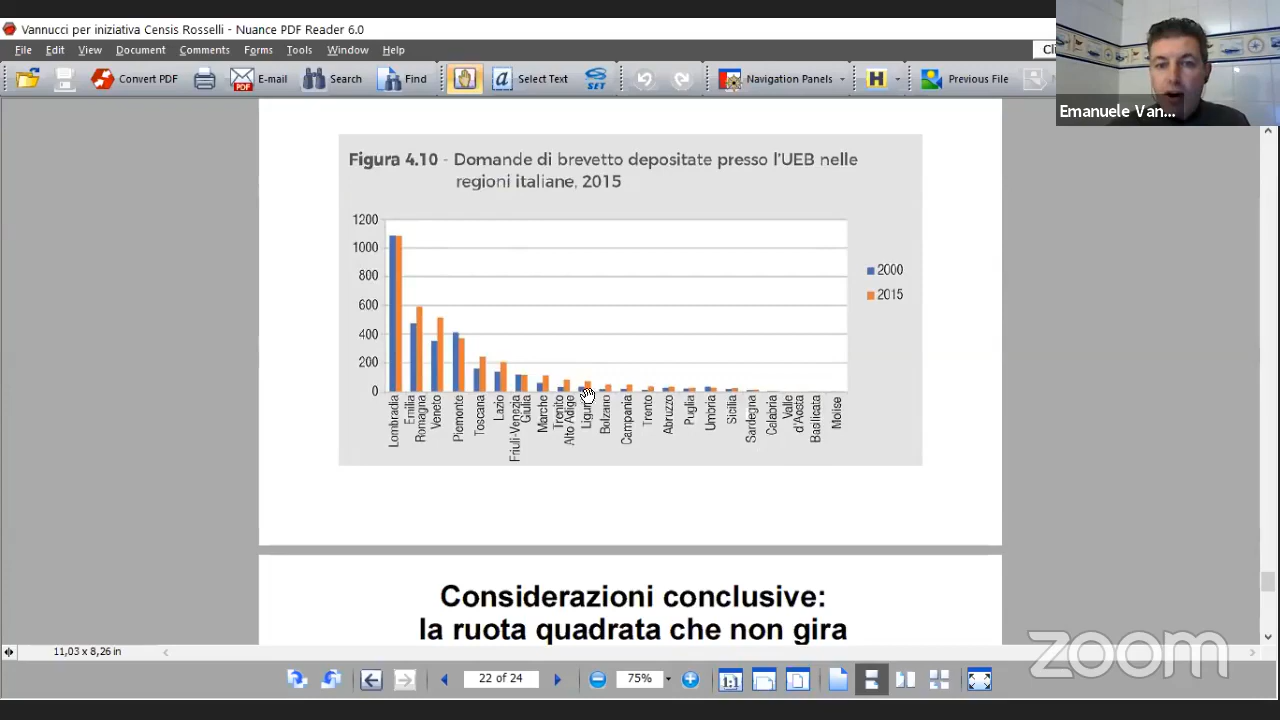 Vannucci per iniziativa Censis Rosselli - Nuance PDF Reader 6.0
File Edit View Document Comments Forms Tools Window Help
Convert PDF E-mail Search Find Select Text SET Navigation Panels H Previous File
Emanuele Van...
Figura 4.10 - Domande di brevetto depositate presso l'UEB nelle
regioni italiane, 2015
1200
1000
800
600
400
200
0
2000
2015
Lombradia
Emilia
Romagna
Veneto
Piemonte
Toscana
Lazio
Friuli-Venezia
Giulia
Marche
Trentto
Alto Adige
Bolzano
Campania
Trento
Abruzzo
Puglia
Umbria
Sicilia
Sardegna
Calabria
Valle
d'Aosta
Basilicata
Molise
Considerazioni conclusive:
la ruota quadrata che non gira
11,03 x 8,26 in
22 of 24
75%
zoom